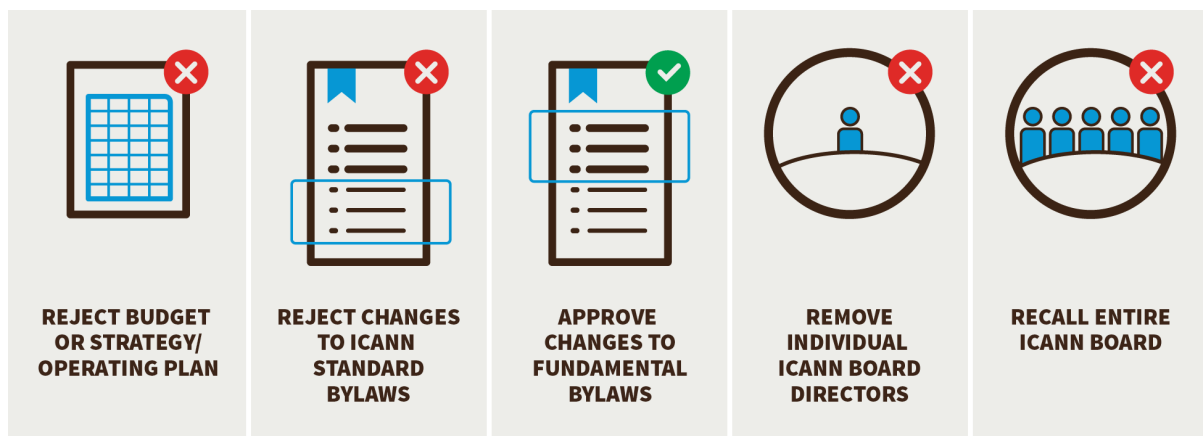 REJECT BUDGET
OR STRATEGY/
OPERATING PLAN
REJECT CHANGES
TO ICANN
STANDARD
BYLAWS
APPROVE
CHANGES TO
FUNDAMENTAL
BYLAWS
REMOVE
INDIVIDUAL
ICANN BOARD
DIRECTORS
RECALL ENTIRE
ICANN BOARD